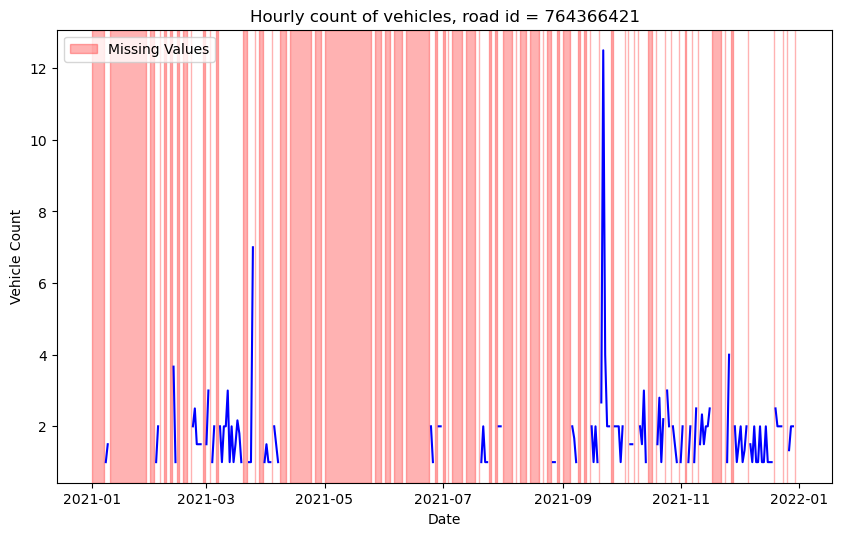 Hourly count of vehicles, road id = 764366421
Missing Values
12
10
8
6
4
2
Vehicle Count
2021-01 2021-03 2021-05 2021-07 2021-09 2021-11 2022-01
Date